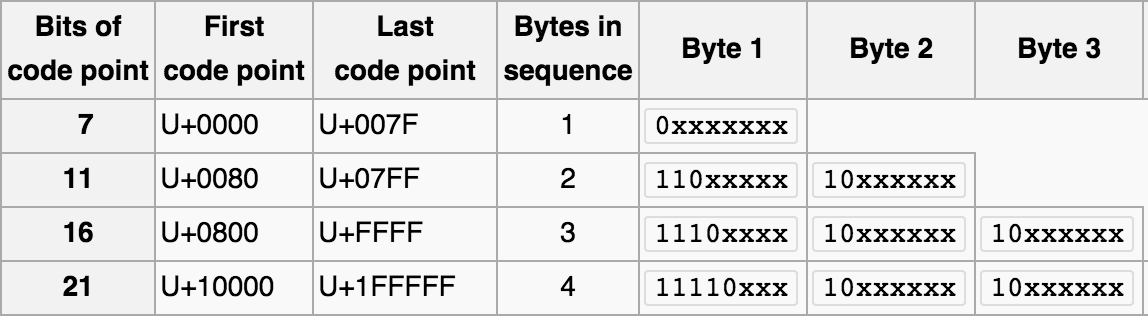 Bits of code point First code point Last code point Bytes in sequence Byte 1 Byte 2 Byte 3
7 U+0000 U+007F 1 0xxxxxxx
11 U+0080 U+07FF 2 110xxxxx 10xxxxxx
16 U+0800 U+FFFF 3 1110xxxx 10xxxxxx 10xxxxxx
21 U+10000 U+1FFFFF 4 11110xxx 10xxxxxx 10xxxxxx